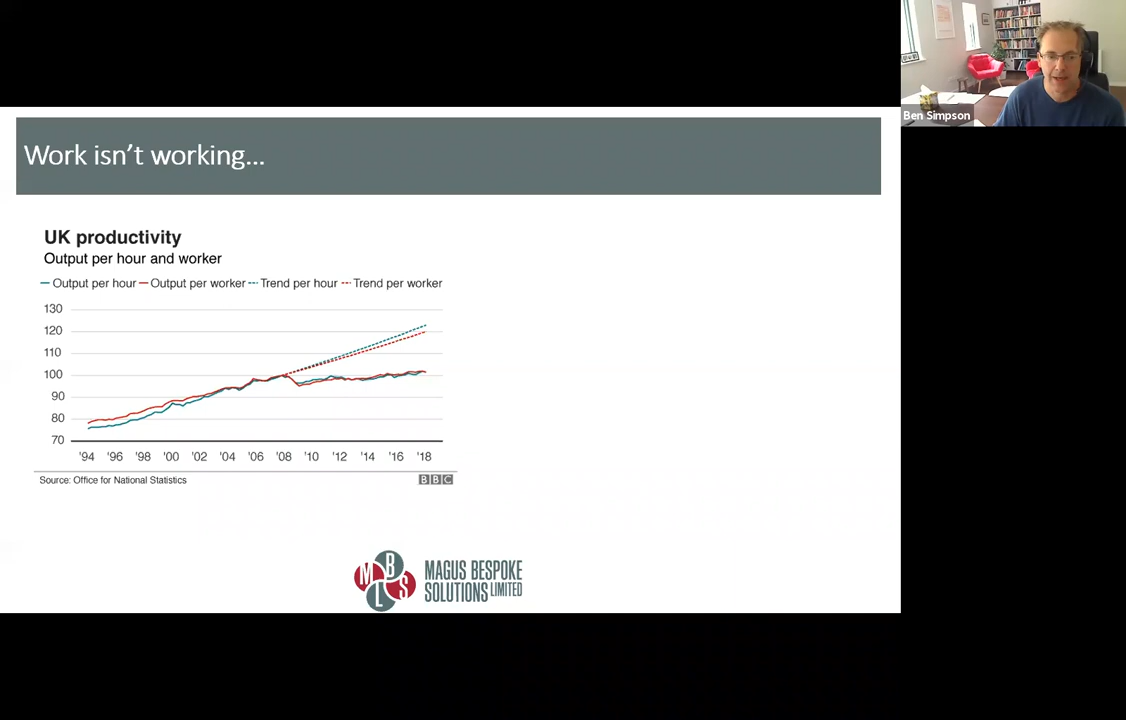 Ben Simpson
Work isn't working...
UK productivity
Output per hour and worker
Output per hour Output per worker Trend per hour Trend per worker
130
120
110
100
90
80
70
'94 '96 '98 '00 '02 '04 '06 '08 '10 '12 '14 '16 '18
Source: Office for National Statistics
BBC
M B L S
MAGUS BESPOKE
SOLUTIONS LIMITED